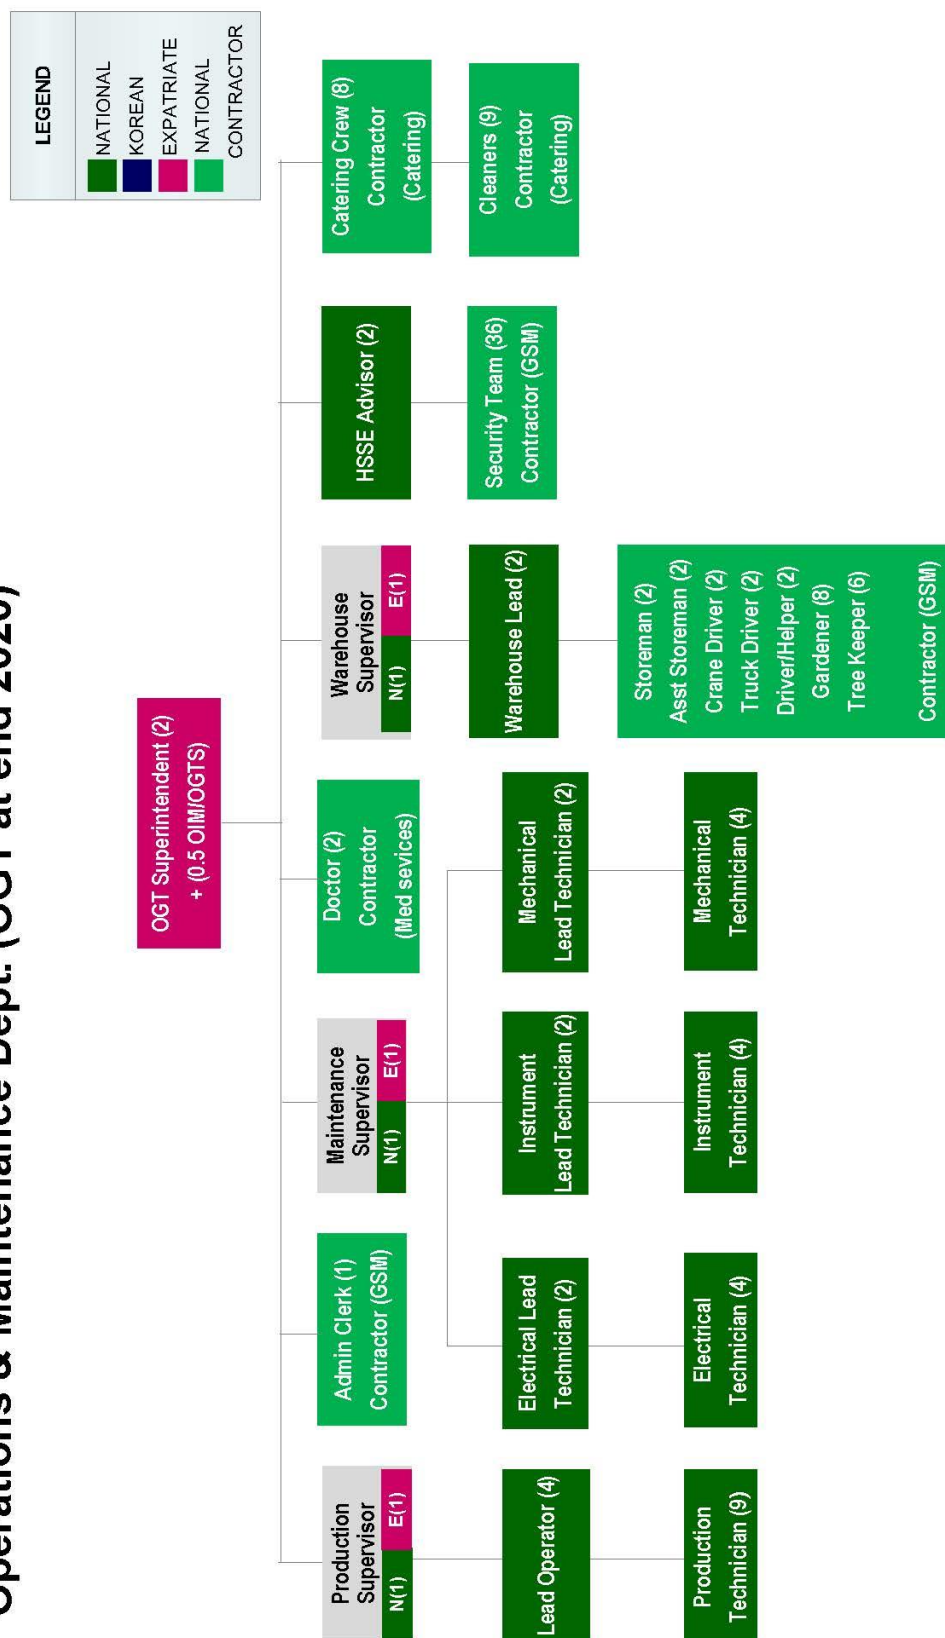 Operations & Maintenance Dept. (OGT at end 2020)
LEGEND
NATIONAL
KOREAN
EXPATRIATE
NATIONAL
CONTRACTOR
OGT Superintendent (2)
+ (0.5 OIM/OGTS)
Production
Supervisor
N(1) E(1)
Admin Clerk (1)
Contractor (GSM)
Maintenance
Supervisor
N(1) E(1)
Doctor (2)
Contractor
(Med sevices)
Warehouse
Supervisor
N(1) E(1)
HSSE Advisor (2)
Catering Crew (8)
Contractor
(Catering)
Lead Operator (4)
Electrical Lead
Technician (2)
Instrument
Lead Technician (2)
Mechanical
Lead Technician (2)
Warehouse Lead (2)
Security Team (36)
Contractor (GSM)
Cleaners (9)
Contractor
(Catering)
Production
Technician (9)
Electrical
Technician (4)
Instrument
Technician (4)
Mechanical
Technician (4)
Storeman (2)
Asst Storeman (2)
Crane Driver (2)
Truck Driver (2)
Driver/Helper (2)
Gardener (8)
Tree Keeper (6)
Contractor (GSM)